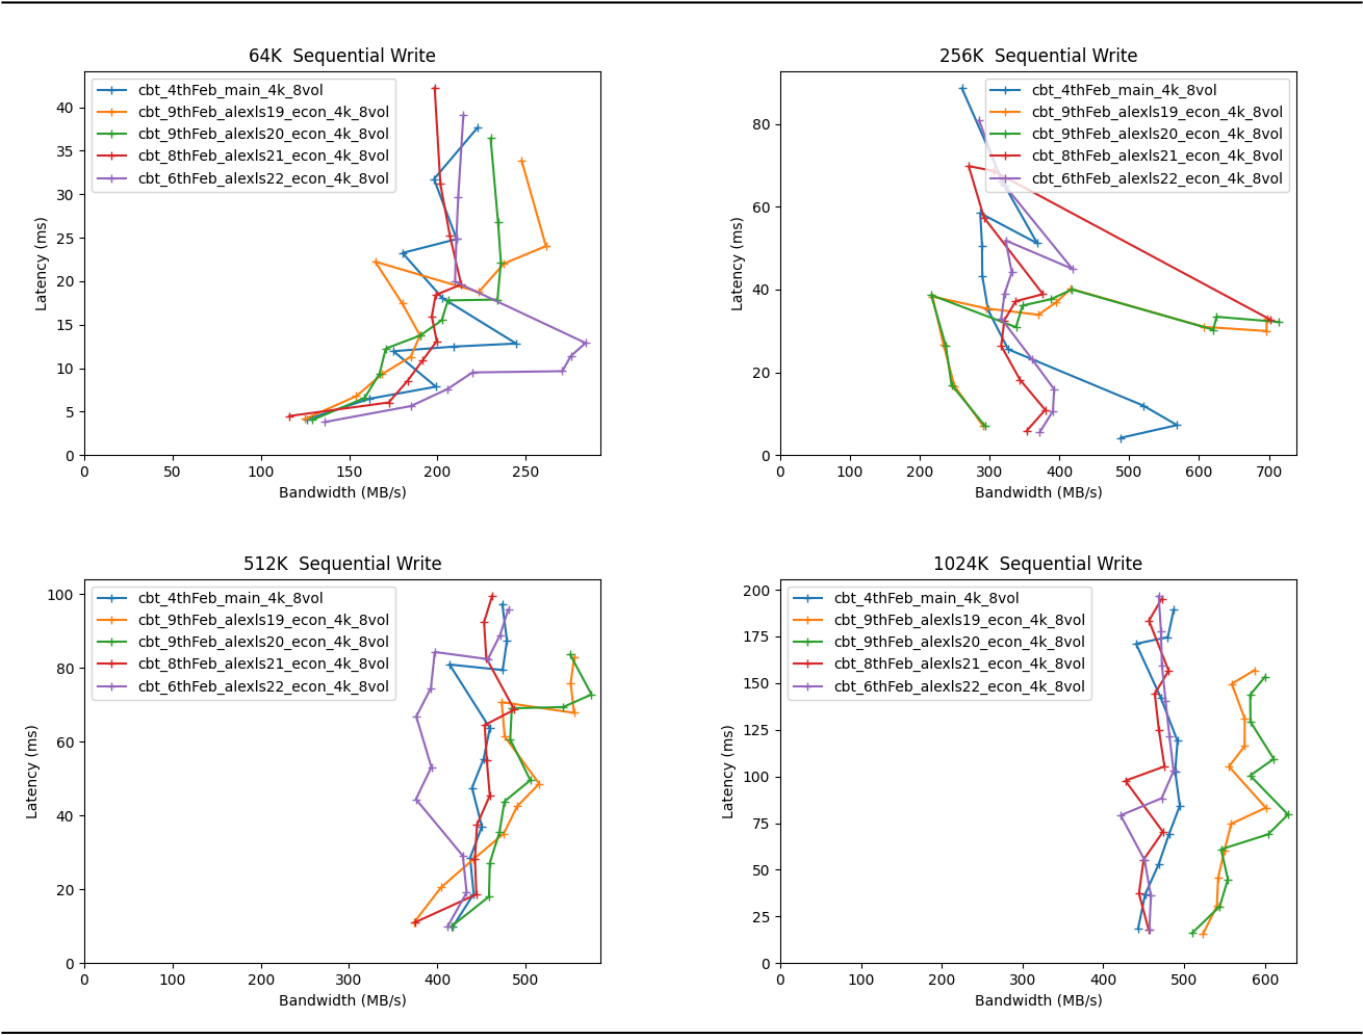 64K  Sequential Write
cbt_4thFeb_main_4k_8vol
cbt_9thFeb_alexls19_econ_4k_8vol
cbt_9thFeb_alexls20_econ_4k_8vol
cbt_8thFeb_alexls21_econ_4k_8vol
cbt_6thFeb_alexls22_econ_4k_8vol
40
35
30
25
20
15
10
5
0
Latency (ms)
0 50 100 150 200 250
Bandwidth (MB/s)
256K  Sequential Write
cbt_4thFeb_main_4k_8vol
cbt_9thFeb_alexls19_econ_4k_8vol
cbt_9thFeb_alexls20_econ_4k_8vol
cbt_8thFeb_alexls21_econ_4k_8vol
cbt_6thFeb_alexls22_econ_4k_8vol
80
60
40
20
0
Latency (ms)
0 100 200 300 400 500 600 700
Bandwidth (MB/s)
512K  Sequential Write
cbt_4thFeb_main_4k_8vol
cbt_9thFeb_alexls19_econ_4k_8vol
cbt_9thFeb_alexls20_econ_4k_8vol
cbt_8thFeb_alexls21_econ_4k_8vol
cbt_6thFeb_alexls22_econ_4k_8vol
100
80
60
40
20
0
Latency (ms)
0 100 200 300 400 500
Bandwidth (MB/s)
1024K  Sequential Write
cbt_4thFeb_main_4k_8vol
cbt_9thFeb_alexls19_econ_4k_8vol
cbt_9thFeb_alexls20_econ_4k_8vol
cbt_8thFeb_alexls21_econ_4k_8vol
cbt_6thFeb_alexls22_econ_4k_8vol
200
175
150
125
100
75
50
25
0
Latency (ms)
0 100 200 300 400 500 600
Bandwidth (MB/s)